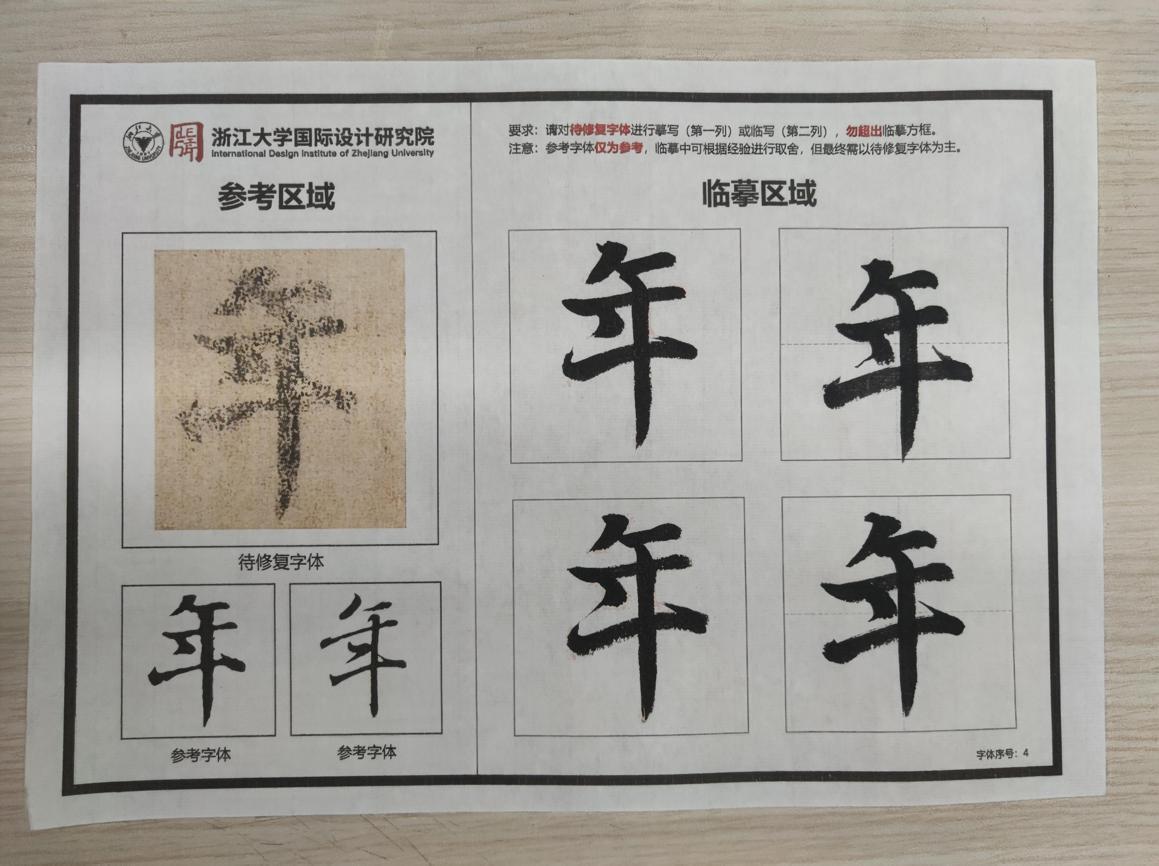 浙江大学国际设计研究院
International Design Institute of Zhejiang University
参考区域
年
待修复字体
年
年
参考字体
参考字体
要求：请对待修复字体进行摹写（第一列）或临写（第二列），勿超出临摹方框。
注意：参考字体仅为参考，临摹中可根据经验进行取舍，但最终需以待修复字体为主。
临摹区域
年
年
年
年
字体序号：4